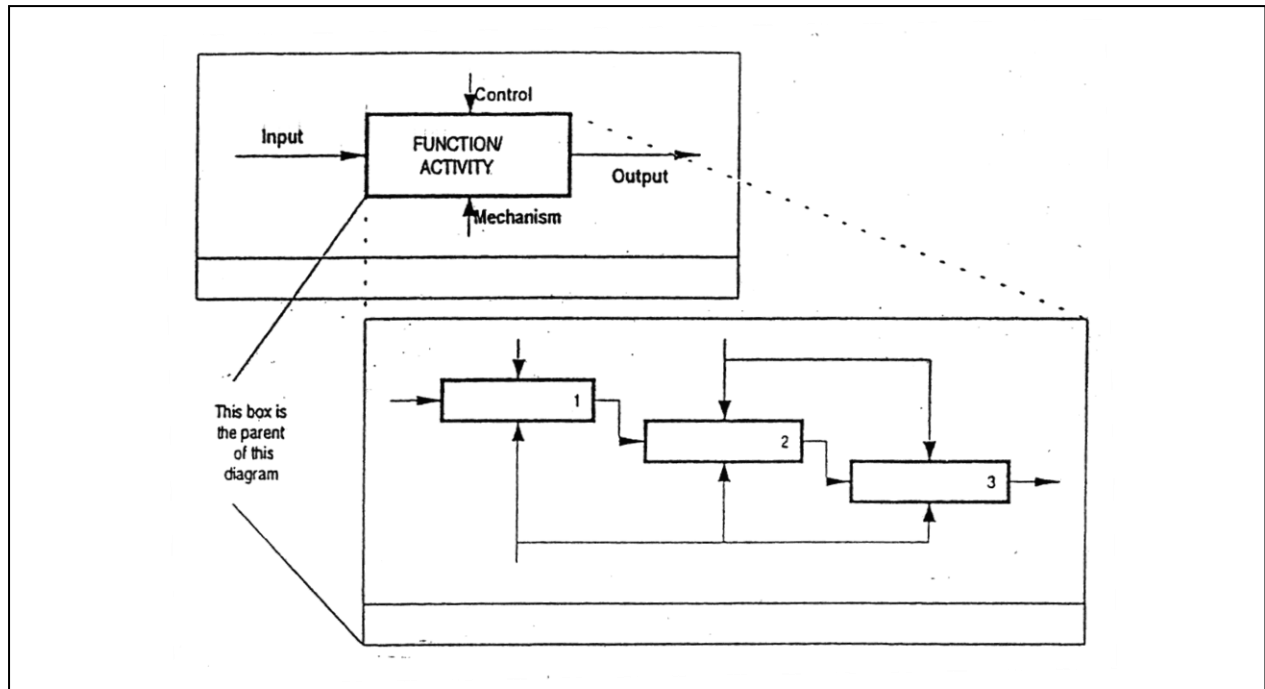 Control
Input
FUNCTION/
ACTIVITY
Output
Mechanism
This box is
the parent
of this
diagram
1
2
3